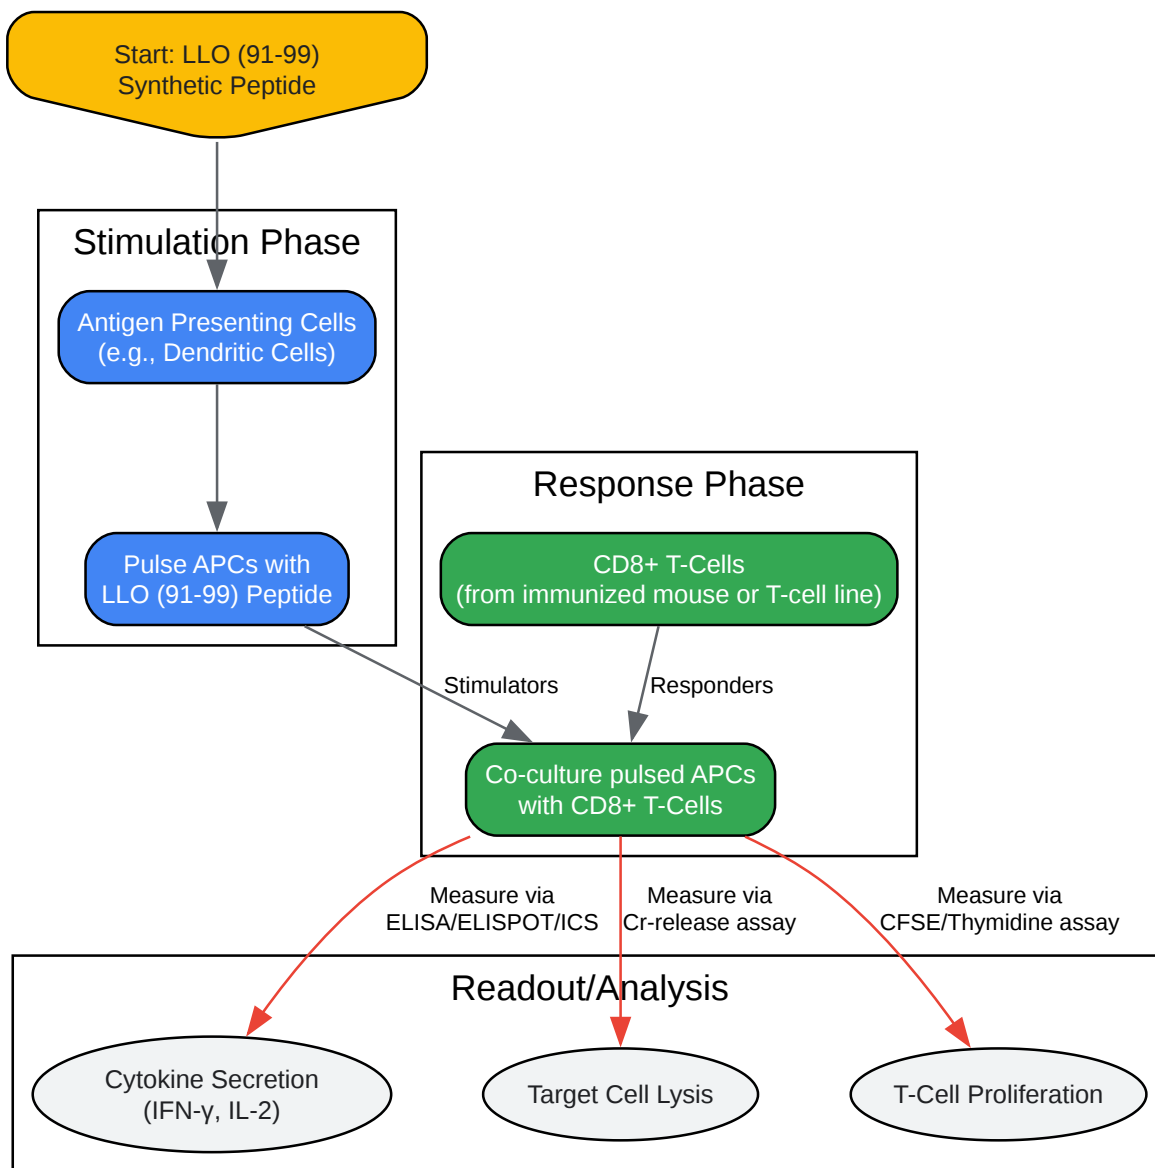 Start: LLO (91-99)
Synthetic Peptide
Stimulation Phase
Antigen Presenting Cells
(e.g., Dendritic Cells)
Pulse APCs with
LLO (91-99) Peptide
Response Phase
CD8+ T-Cells
(from immunized mouse or T-cell line)
Stimulators
Responders
Co-culture pulsed APCs
with CD8+ T-Cells
Measure via
ELISA/ELISPOT/ICS
Measure via
Cr-release assay
Measure via
CFSE/Thymidine assay
Readout/Analysis
Cytokine Secretion
(IFN-γ, IL-2)
Target Cell Lysis
T-Cell Proliferation